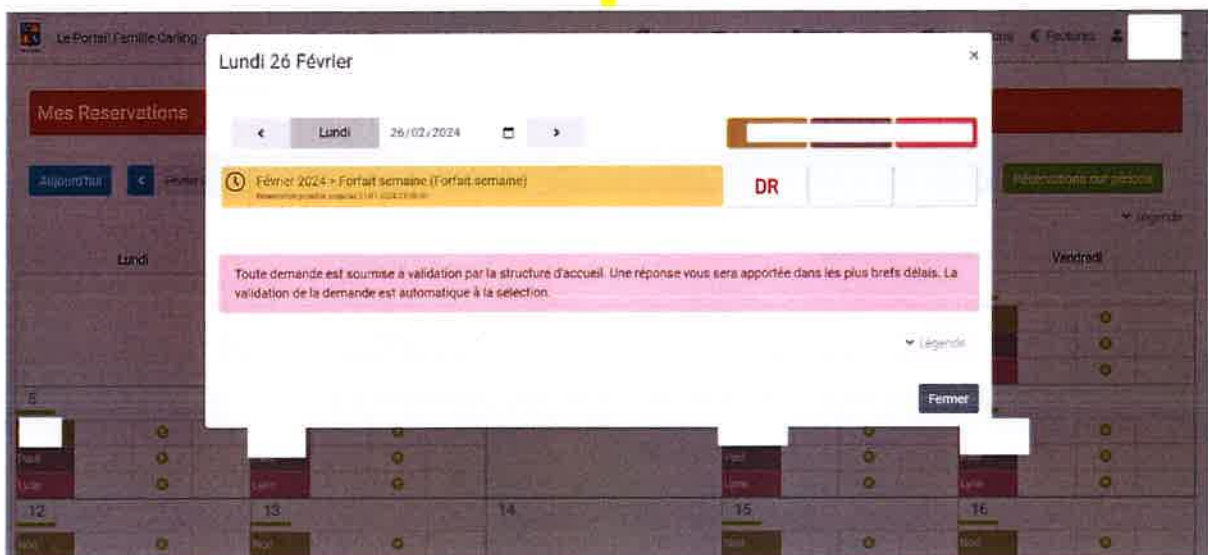 Le Portail Famille Carling
€ Factures
Lundi 26 Février
×
Mes Reservations
Lundi 26/02/2024
Aujourd'hui
Février 2024 > Forfait semaine (Forfait semaine)
DR
Réservations sur période
Légende
Lundi
Vendredi
Toute demande est soumise à validation par la structure d'accueil. Une réponse vous sera apportée dans les plus brefs délais. La
validation de la demande est automatique à la sélection.
Légende
Fermer
12 13 14 15 16